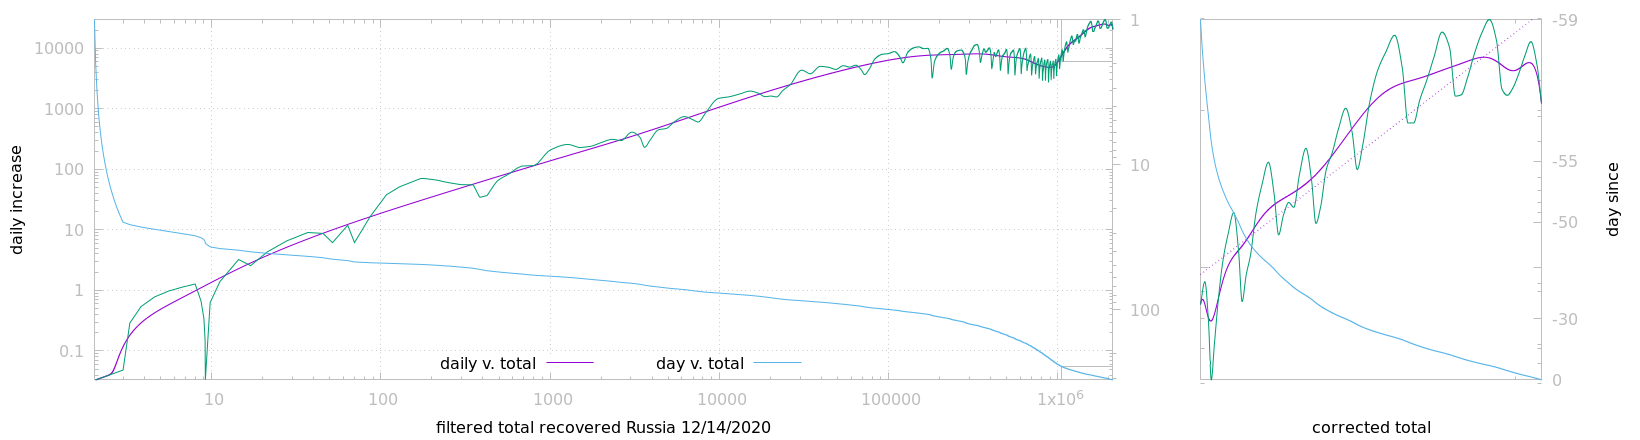 daily increase
10000
1000
100
10
1
0.1
10
100
1000
10000
100000
1x10^6
1
10
100
daily v. total
day v. total
filtered total recovered Russia 12/14/2020
-59
-55
-50
-30
0
day since
corrected total